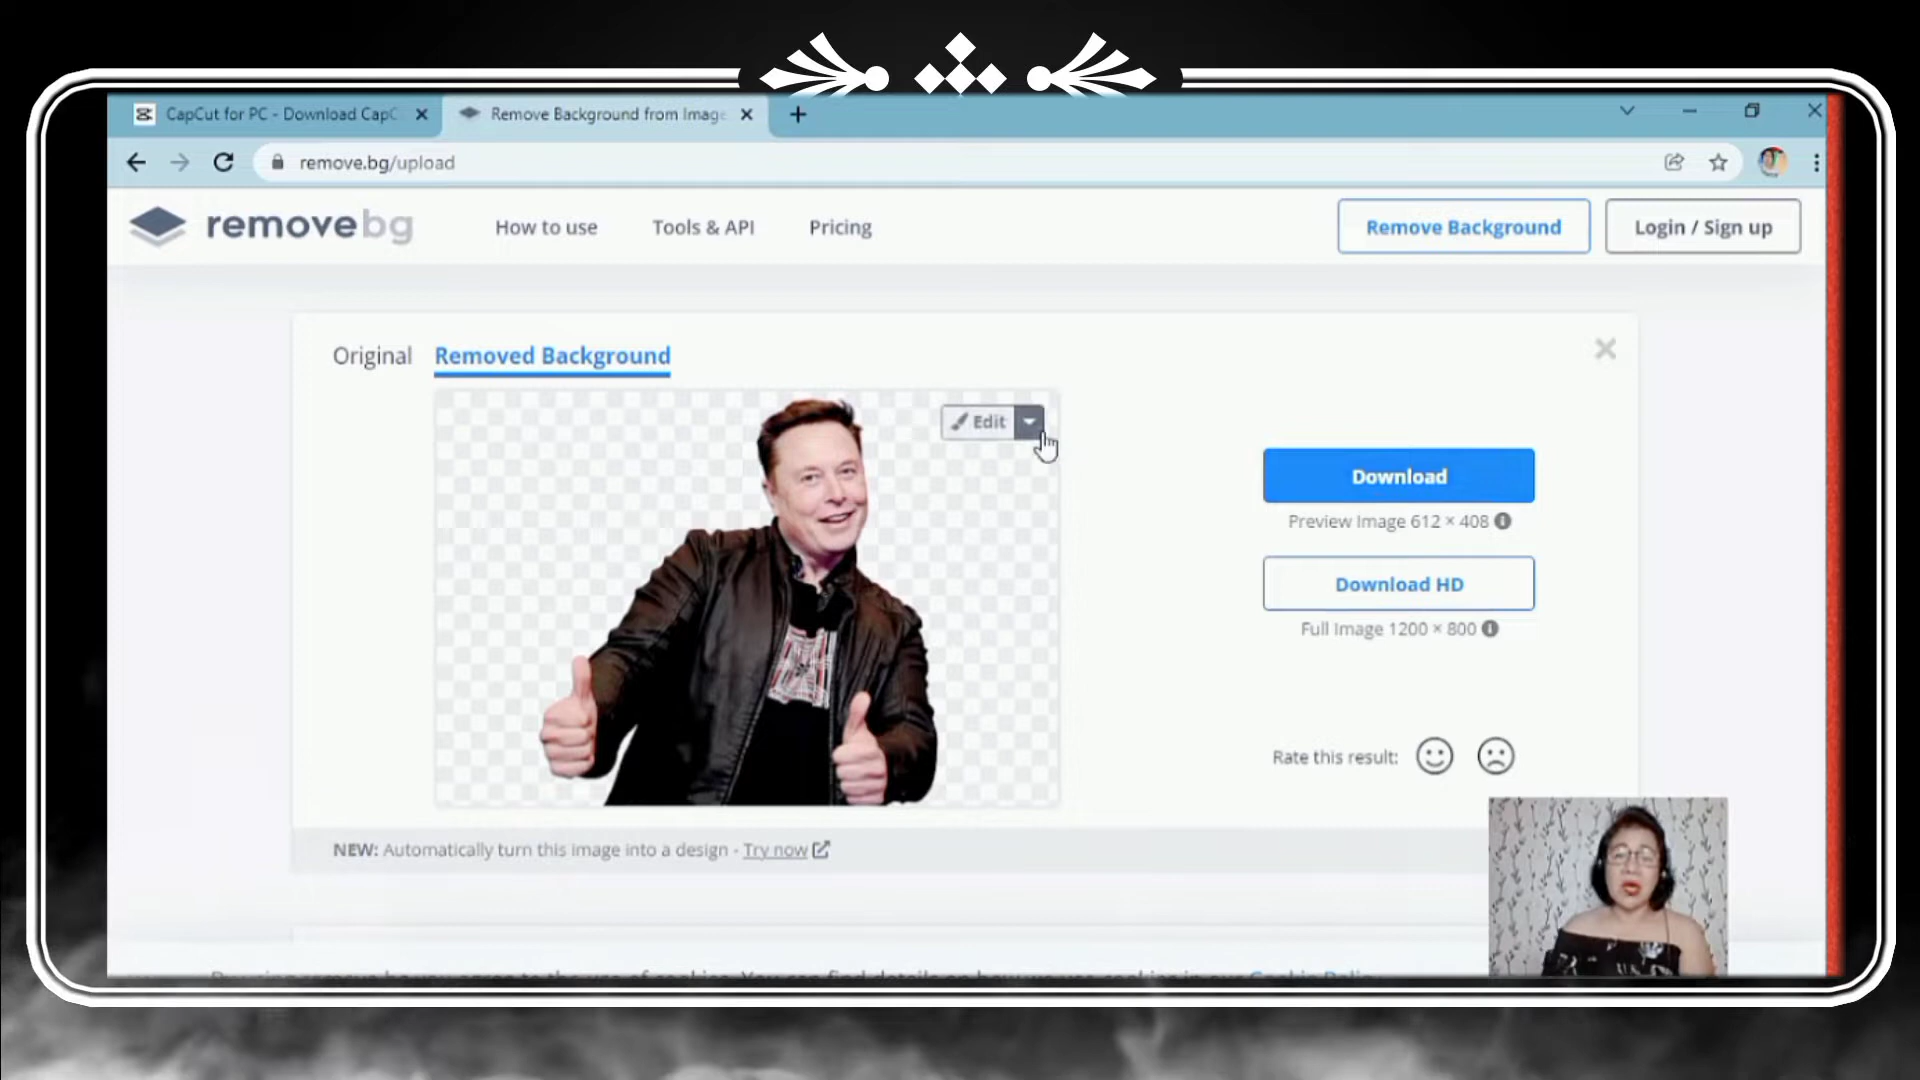 CapCut for PC - Download CapC
Remove Background from Image
remove.bg/upload
removebg
How to use
Tools & API
Pricing
Remove Background
Login / Sign up
Original
Removed Background
Edit
Download
Preview Image 612 × 408
Download HD
Full Image 1200 × 800
Rate this result:
NEW: Automatically turn this image into a design - Try now